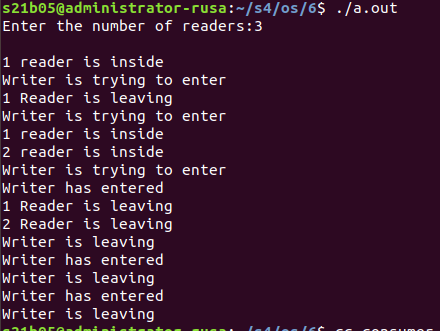 s21b05@administrator-rusa:~/s4/os/6$ ./a.out
Enter the number of readers:3
1 reader is inside
Writer is trying to enter
1 Reader is leaving
Writer is trying to enter
1 reader is inside
2 reader is inside
Writer is trying to enter
Writer has entered
1 Reader is leaving
2 Reader is leaving
Writer is leaving
Writer has entered
Writer is leaving
Writer has entered
Writer is leaving
s21b05@administrator-rusa:~/s4/os/6$